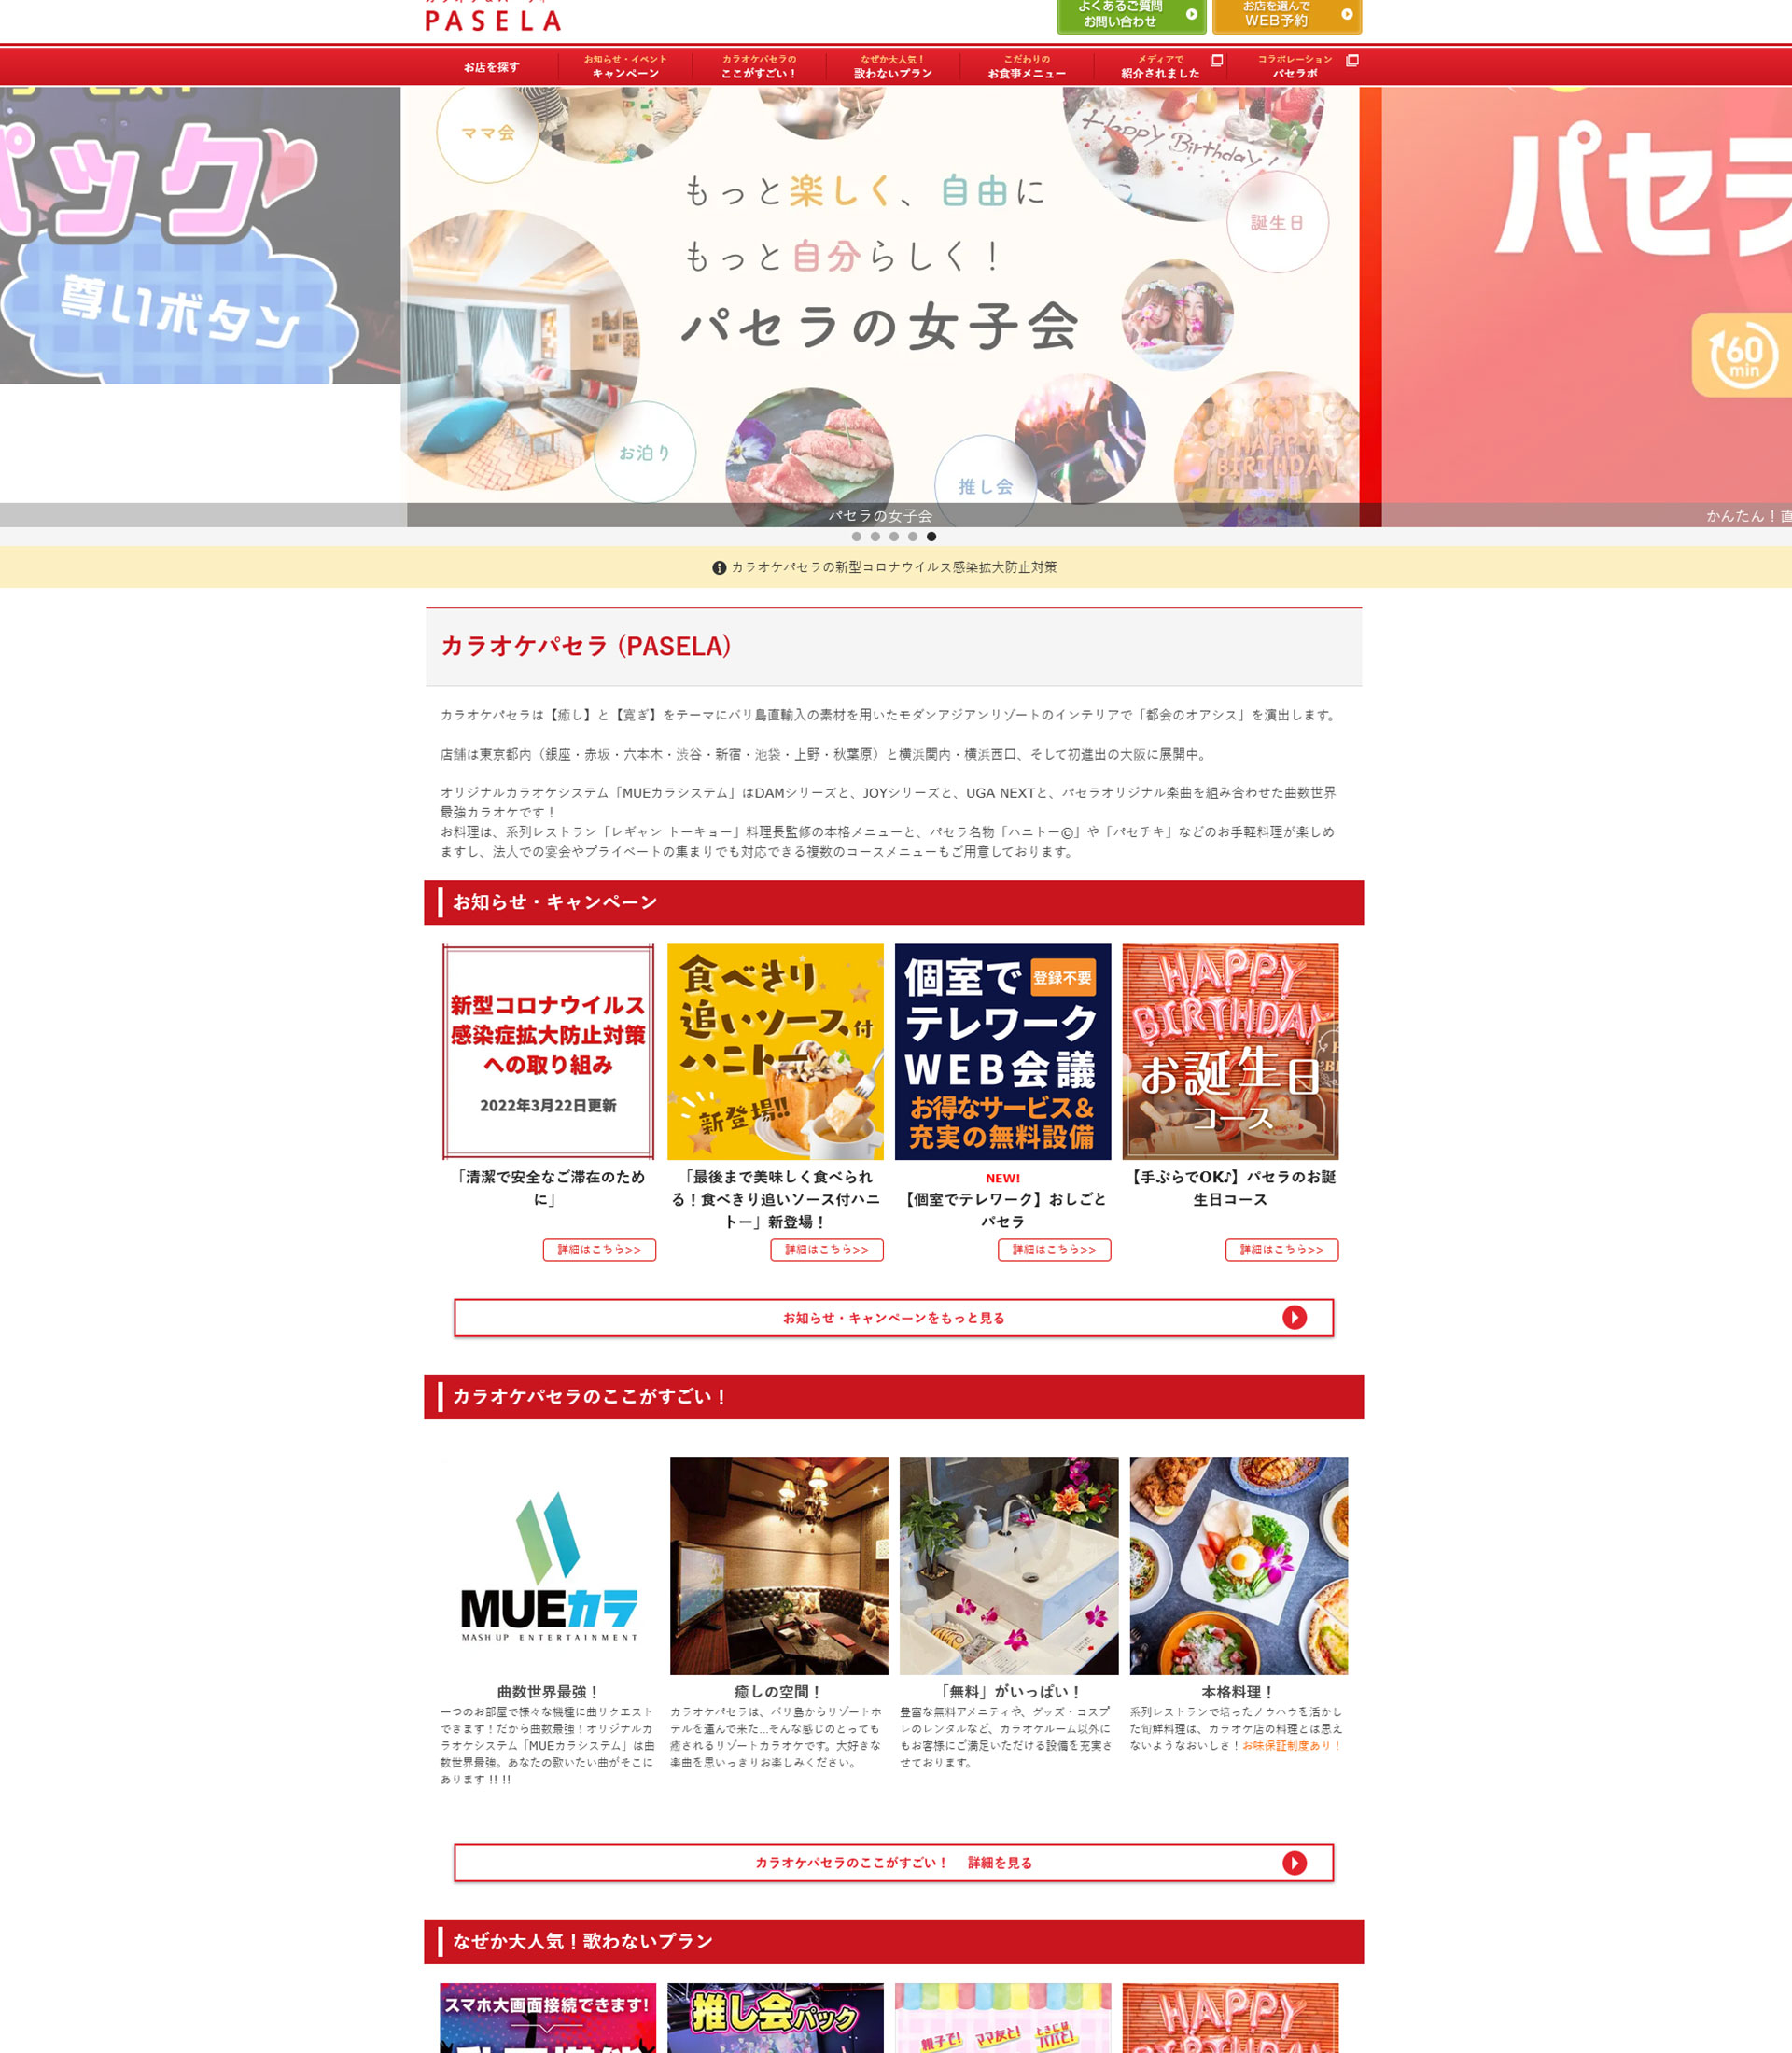 PASELA
よくあるご質問
お問い合わせ
お店を選んで
WEB予約
お店を探す
お知らせ・イベント
キャンペーン
カラオケパセラの
ここがすごい！
なぜか大人気！
歌わないプラン
こだわりの
お食事メニュー
メディアで
紹介されました
コラボレーション
パセラボ
パック
尊いボタン
ママ会
もっと楽しく、自由に
もっと自分らしく！
パセラの女子会
Happy Birthday!
誕生日
お泊り
推し会
HAPPY
BIRTHDAY
パセラ
60
min
パセラの女子会
かんたん！直
カラオケパセラの新型コロナウイルス感染拡大防止対策
カラオケパセラ (PASELA)
カラオケパセラは【癒し】と【寛ぎ】をテーマにバリ島直輸入の素材を用いたモダンアジアンリゾートのインテリアで「都会のオアシス」を演出します。
店舗は東京都内（銀座・赤坂・六本木・渋谷・新宿・池袋・上野・秋葉原）と横浜関内・横浜西口、そして初進出の大阪に展開中。
オリジナルカラオケシステム「MUEカラシステム」はDAMシリーズと、JOYシリーズと、UGA NEXTと、パセラオリジナル楽曲を組み合わせた曲数世界
最強カラオケです！
お料理は、系列レストラン「レギャン トーキョー」料理長監修の本格メニューと、パセラ名物「ハニトー©」や「パセチキ」などのお手軽料理が楽しめ
ますし、法人での宴会やプライベートの集まりでも対応できる複数のコースメニューもご用意しております。
お知らせ・キャンペーン
新型コロナウイルス
感染症拡大防止対策
への取り組み
2022年3月22日更新
食べきり
追いソース付
ハニトー
新登場!!
個室で
登録不要
テレワーク
WEB会議
お得なサービス&
充実の無料設備
HAPPY
BIRTHDAY
お誕生日
コース
「清潔で安全なご滞在のため
に」
「最後まで美味しく食べられ
る！食べきり追いソース付ハニ
トー」新登場！
NEW!
【個室でテレワーク】おしごと
パセラ
【手ぶらでOK♪】パセラのお誕
生日コース
詳細はこちら>>
詳細はこちら>>
詳細はこちら>>
詳細はこちら>>
お知らせ・キャンペーンをもっと見る
カラオケパセラのここがすごい！
MUEカラ
MASH UP ENTERTAINMENT
曲数世界最強！
一つのお部屋で様々な機種に曲リクエスト
できます！だから曲数最強！オリジナルカ
ラオケシステム「MUEカラシステム」は曲
数世界最強。あなたの歌いたい曲がそこに
あります !! !!
癒しの空間！
カラオケパセラは、バリ島からリゾートホ
テルを運んで来た…そんな感じのとっても
癒されるリゾートカラオケです。大好きな
楽曲を思いっきりお楽しみください。
「無料」がいっぱい！
豊富な無料アメニティや、グッズ・コスプ
レのレンタルなど、カラオケルーム以外に
もお客様にご満足いただける設備を充実さ
せております。
本格料理！
系列レストランで培ったノウハウを活かし
た旬鮮料理は、カラオケ店の料理とは思え
ないようなおいしさ！お味保証制度あり！
カラオケパセラのここがすごい！　詳細を見る
なぜか大人気！歌わないプラン
スマホ大画面接続できます!
推し会パック
親子で!
ママ友と!
ときにはパパと!
HAPPY